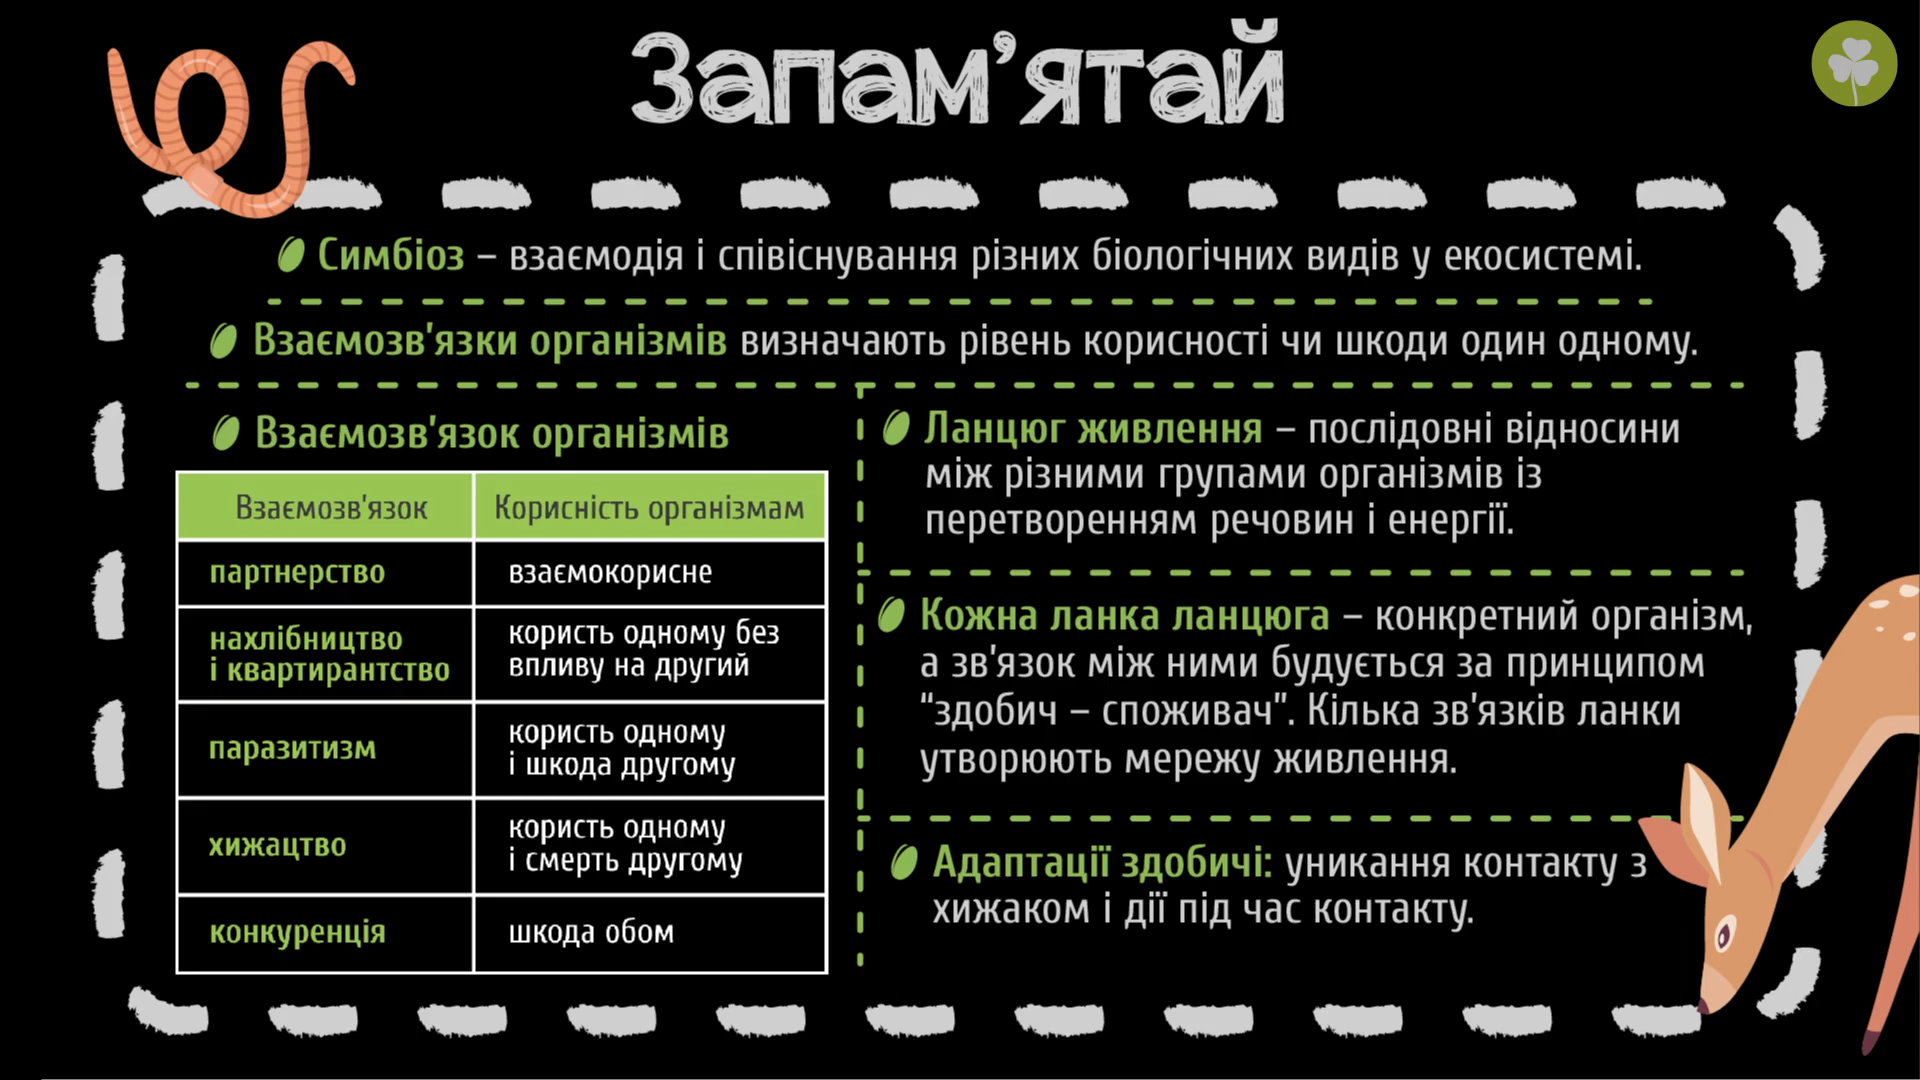 Запам’ятай
Симбіоз – взаємодія і співіснування різних біологічних видів у екосистемі.
Взаємозв'язки організмів визначають рівень корисності чи шкоди один одному.
Взаємозв'язок організмів
Взаємозв'язок Корисність організмам
партнерство взаємокорисне
нахлібництво
і квартирантство
користь одному без
впливу на другий
паразитизм
користь одному
і шкода другому
хижацтво
користь одному
і смерть другому
конкуренція шкода обом
Ланцюг живлення – послідовні відносини
між різними групами організмів із
перетворенням речовин і енергії.
Кожна ланка ланцюга – конкретний організм,
а зв'язок між ними будується за принципом
“здобич – споживач”. Кілька зв'язків ланки
утворюють мережу живлення.
Адаптації здобичі: уникання контакту з
хижаком і дії під час контакту.